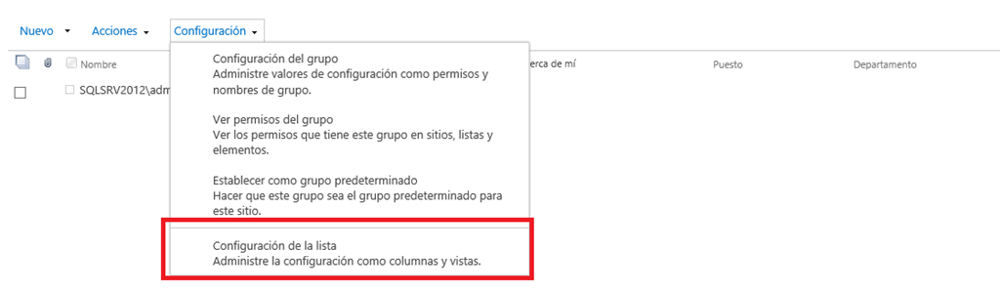 Nuevo Acciones Configuración
Nombre erca de mí Puesto Departamento
SQLSRV2012\adm
Configuración del grupo
Administre valores de configuración como permisos y
nombres de grupo.
Ver permisos del grupo
Ver los permisos que tiene este grupo en sitios, listas y
elementos.
Establecer como grupo predeterminado
Hacer que este grupo sea el grupo predeterminado para
este sitio.
Configuración de la lista
Administre la configuración como columnas y vistas.